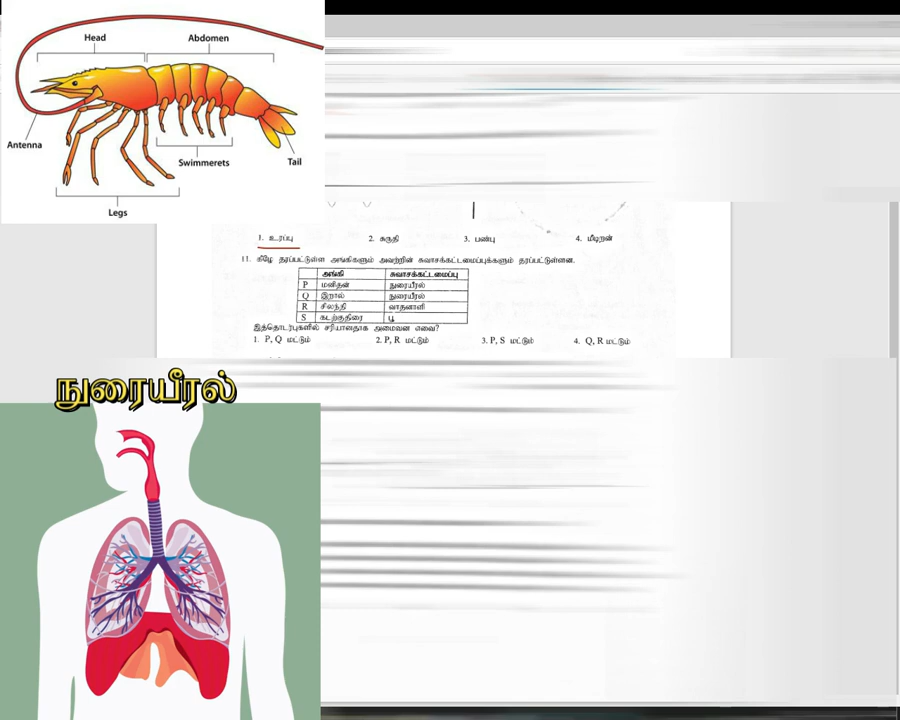 Head Abdomen
Antenna
Swimmerets
Tail
Legs
1. உரப்பு 2. சுருதி 3. பண்பு 4. மீடிறன்
11. கீழே தரப்பட்டுள்ள அங்கிகளும் அவற்றின் சுவாசக்கட்டமைப்புக்களும் தரப்பட்டுள்ளன.
அங்கி சுவாசக்கட்டமைப்பு
P மனிதன் நுரையீரல்
Q இறால் நுரையீரல்
R சிலந்தி வாதனாளி
S கடற்குதிரை பூ
இத்தொடர்புகளில் சரியானதாக அமைவன எவை?
1. P, Q மட்டும் 2. P, R மட்டும் 3. P, S மட்டும் 4. Q, R மட்டும்
நுரையீரல்